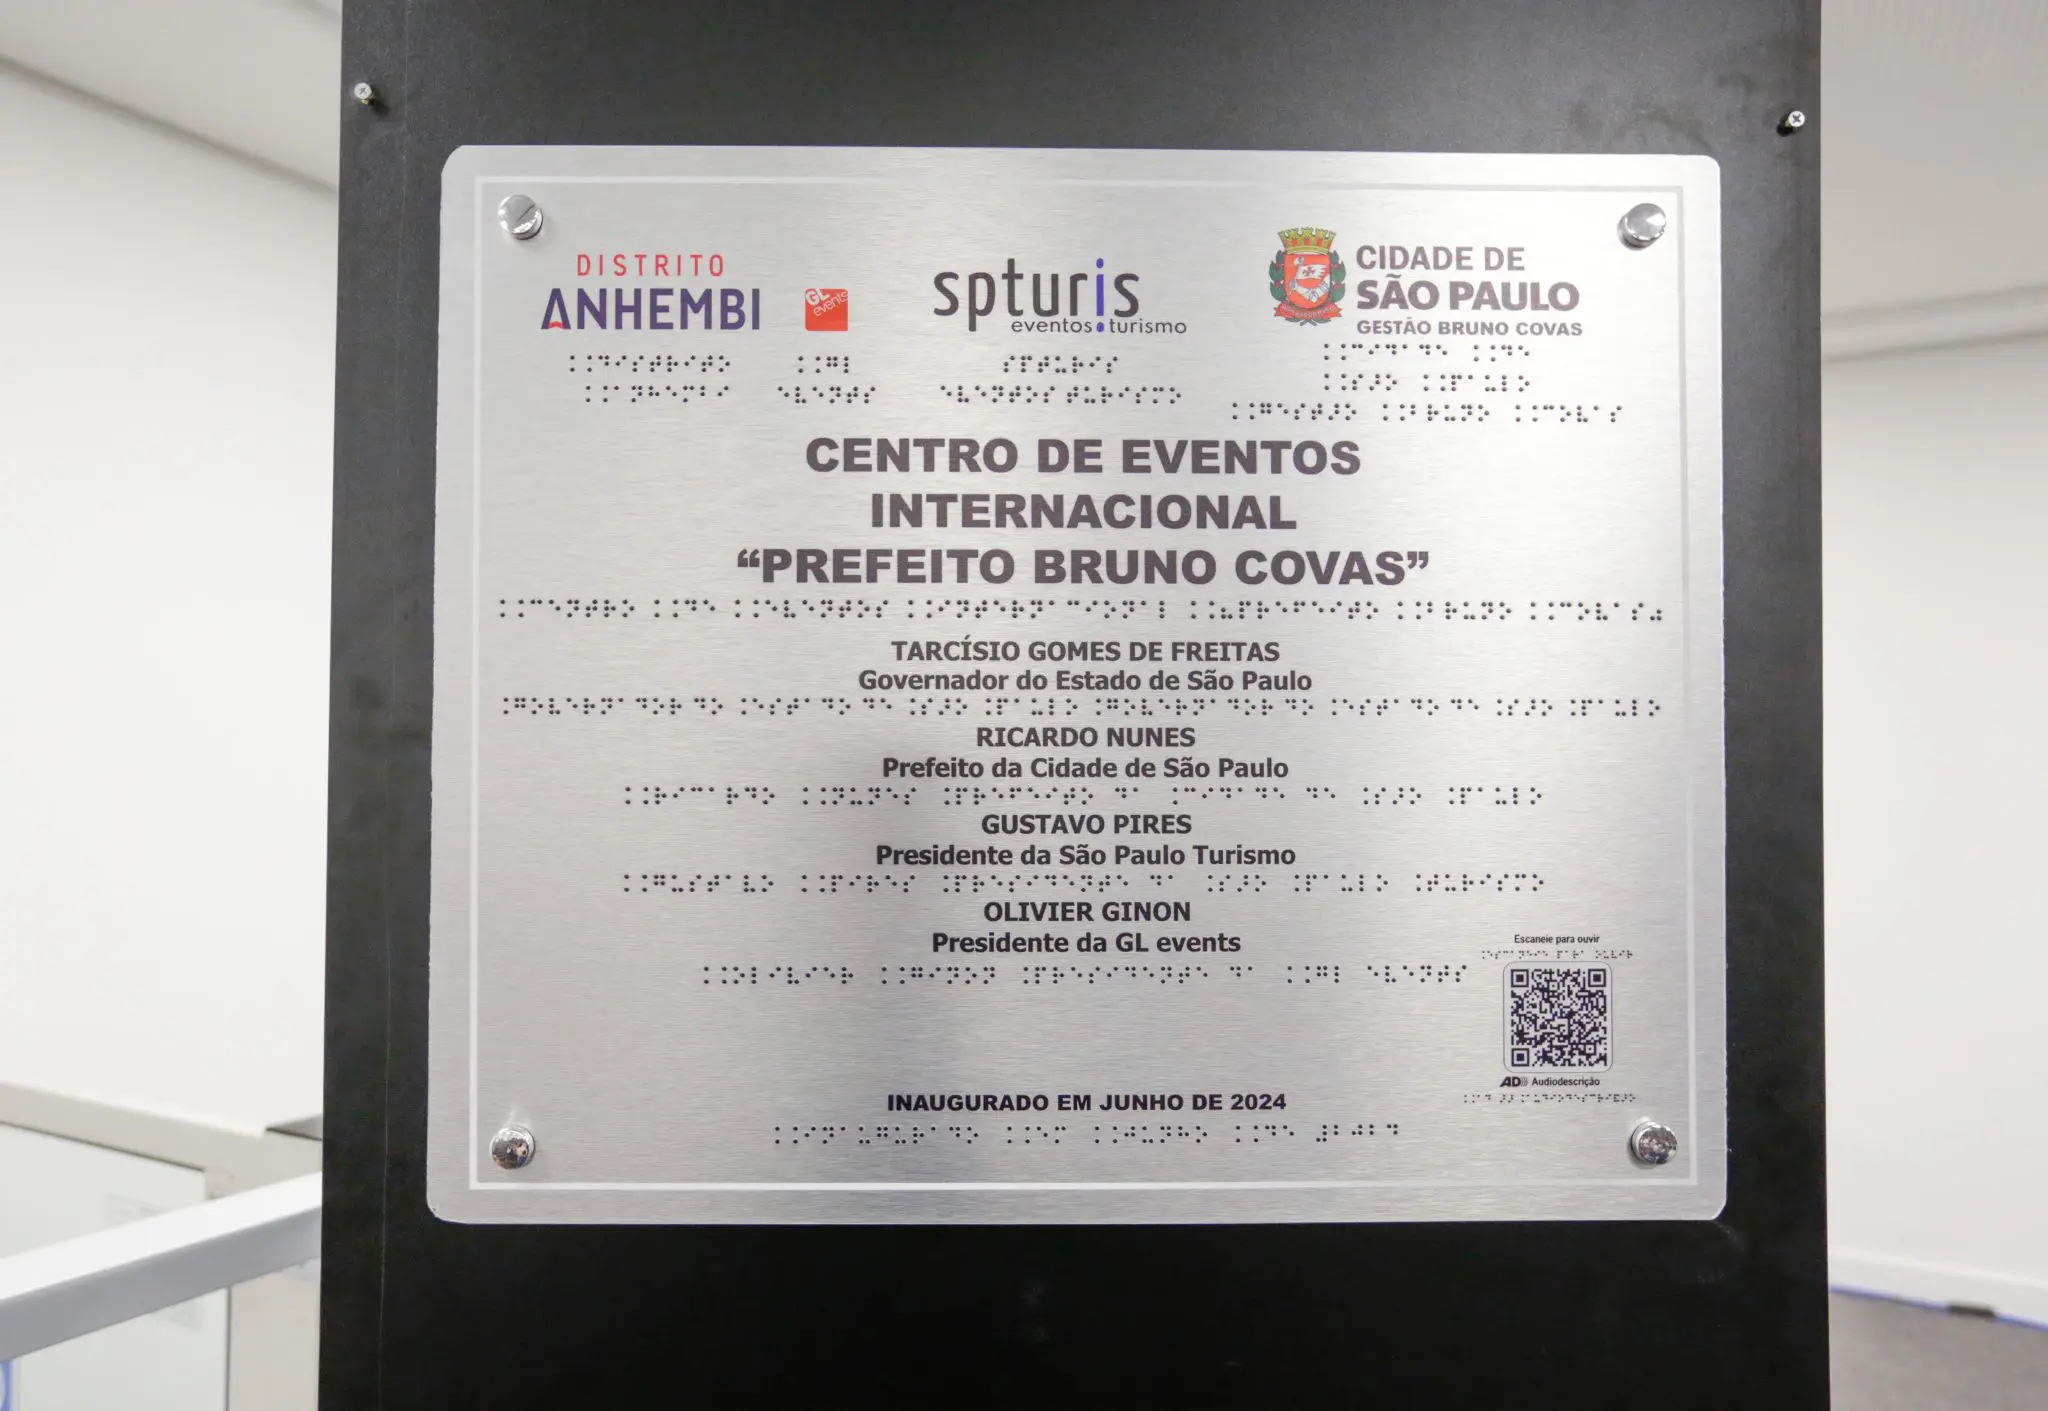 DISTRITO
ANHEMBI
GL
events
spturis
eventos:turismo
CIDADE DE
SÃO PAULO
GESTÃO BRUNO COVAS
CENTRO DE EVENTOS
INTERNACIONAL
“PREFEITO BRUNO COVAS”
TARCÍSIO GOMES DE FREITAS
Governador do Estado de São Paulo
RICARDO NUNES
Prefeito da Cidade de São Paulo
GUSTAVO PIRES
Presidente da São Paulo Turismo
OLIVIER GINON
Presidente da GL events
Escaneie para ouvir
AD Audiodescrição
INAUGURADO EM JUNHO DE 2024